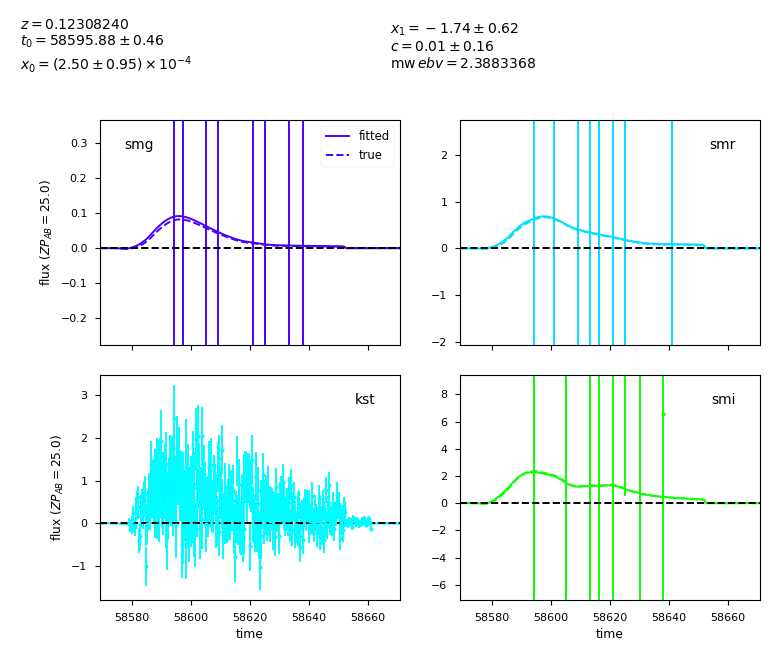 z = 0.12308240
t0 = 58595.88 ± 0.46
x0 = (2.50 ± 0.95) × 10^−4
x1 = −1.74 ± 0.62
c = 0.01 ± 0.16
mw ebv = 2.3883368
smg
fitted
true
0.3
0.2
0.1
0.0
−0.1
−0.2
flux (ZP_AB = 25.0)
smr
2
1
0
−1
−2
kst
3
2
1
0
−1
flux (ZP_AB = 25.0)
58580 58600 58620 58640 58660
time
smi
8
6
4
2
0
−2
−4
−6
58580 58600 58620 58640 58660
time